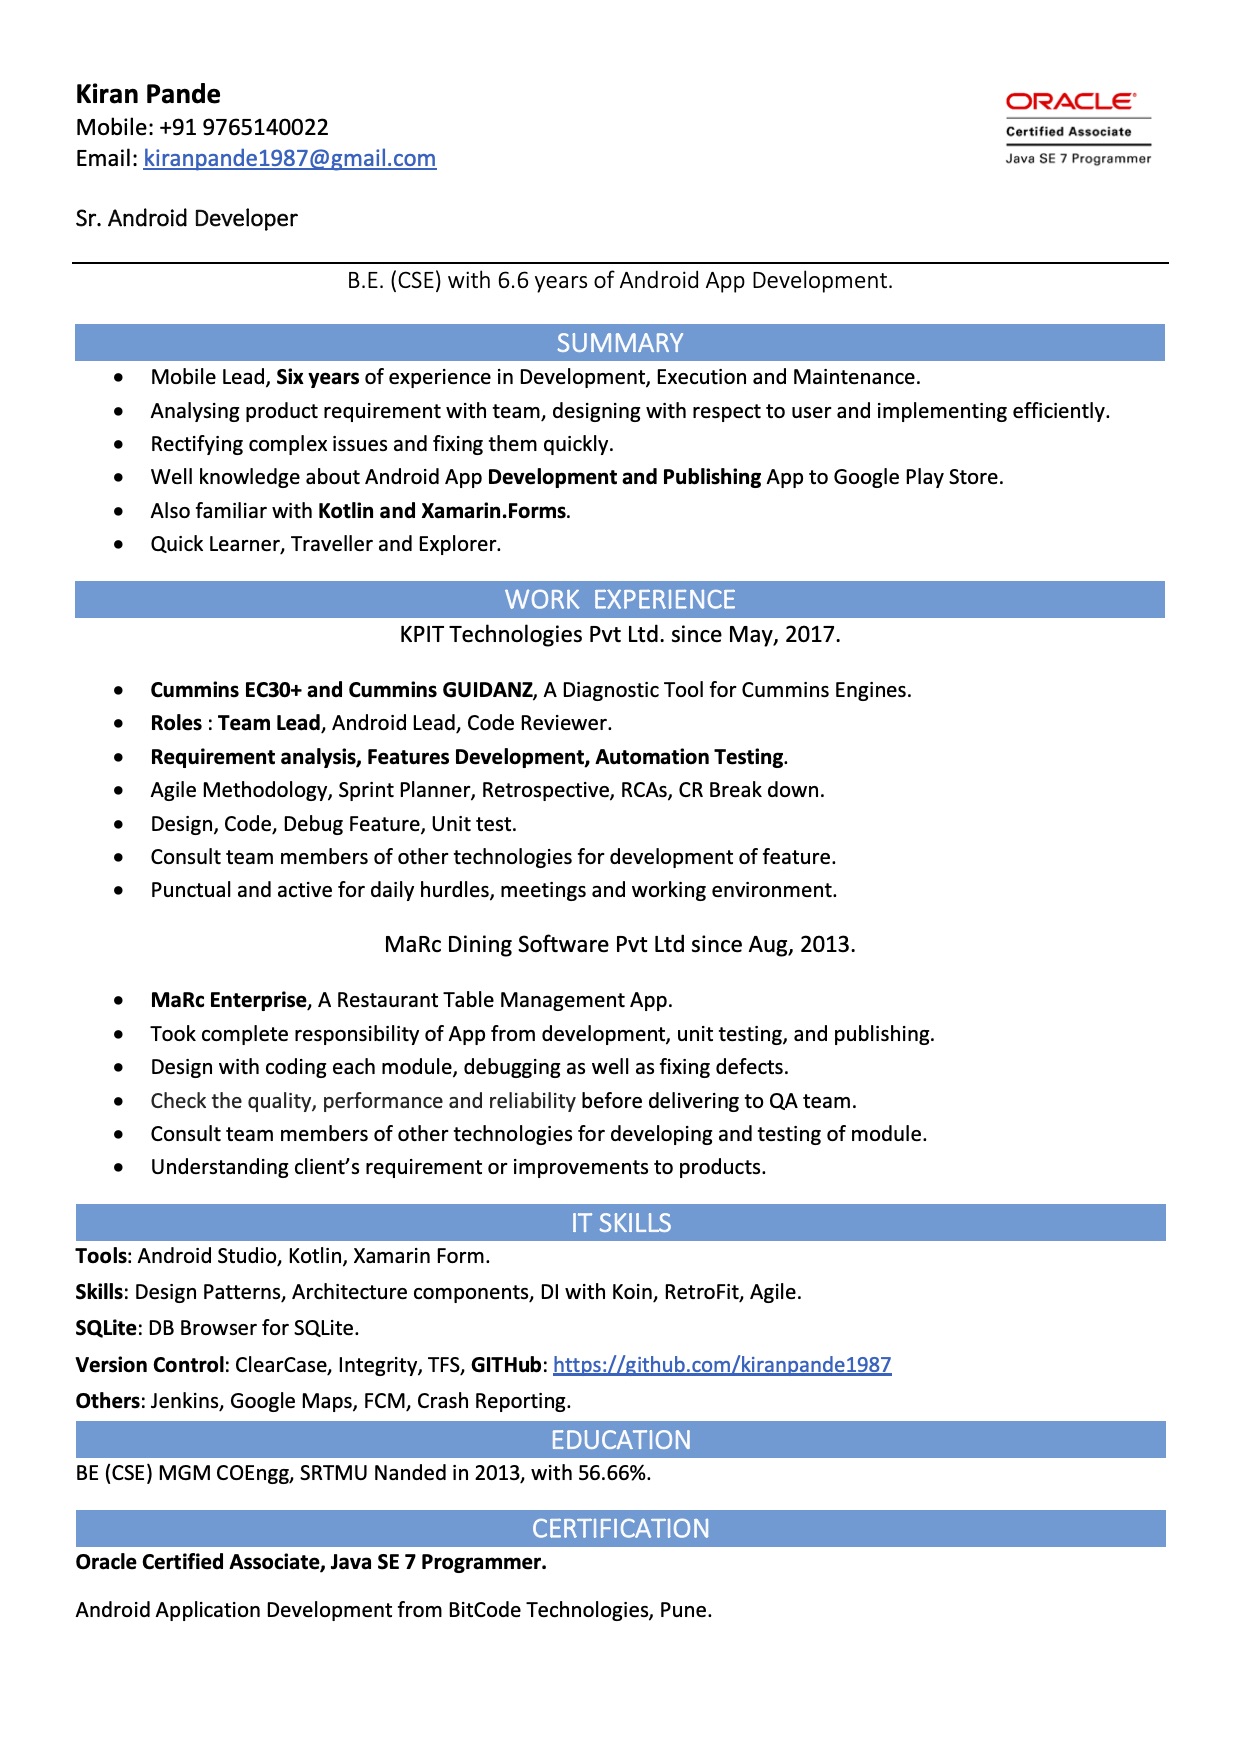 Kiran Pande
Mobile: +91 9765140022
Email: kiranpande1987@gmail.com
ORACLE®
Certified Associate
Java SE 7 Programmer
Sr. Android Developer
B.E. (CSE) with 6.6 years of Android App Development.
SUMMARY
• Mobile Lead, Six years of experience in Development, Execution and Maintenance.
• Analysing product requirement with team, designing with respect to user and implementing efficiently.
• Rectifying complex issues and fixing them quickly.
• Well knowledge about Android App Development and Publishing App to Google Play Store.
• Also familiar with Kotlin and Xamarin.Forms.
• Quick Learner, Traveller and Explorer.
WORK EXPERIENCE
KPIT Technologies Pvt Ltd. since May, 2017.
• Cummins EC30+ and Cummins GUIDANZ, A Diagnostic Tool for Cummins Engines.
• Roles : Team Lead, Android Lead, Code Reviewer.
• Requirement analysis, Features Development, Automation Testing.
• Agile Methodology, Sprint Planner, Retrospective, RCAs, CR Break down.
• Design, Code, Debug Feature, Unit test.
• Consult team members of other technologies for development of feature.
• Punctual and active for daily hurdles, meetings and working environment.
MaRc Dining Software Pvt Ltd since Aug, 2013.
• MaRc Enterprise, A Restaurant Table Management App.
• Took complete responsibility of App from development, unit testing, and publishing.
• Design with coding each module, debugging as well as fixing defects.
• Check the quality, performance and reliability before delivering to QA team.
• Consult team members of other technologies for developing and testing of module.
• Understanding client’s requirement or improvements to products.
IT SKILLS
Tools: Android Studio, Kotlin, Xamarin Form.
Skills: Design Patterns, Architecture components, DI with Koin, RetroFit, Agile.
SQLite: DB Browser for SQLite.
Version Control: ClearCase, Integrity, TFS, GITHub: https://github.com/kiranpande1987
Others: Jenkins, Google Maps, FCM, Crash Reporting.
EDUCATION
BE (CSE) MGM COEngg, SRTMU Nanded in 2013, with 56.66%.
CERTIFICATION
Oracle Certified Associate, Java SE 7 Programmer.
Android Application Development from BitCode Technologies, Pune.